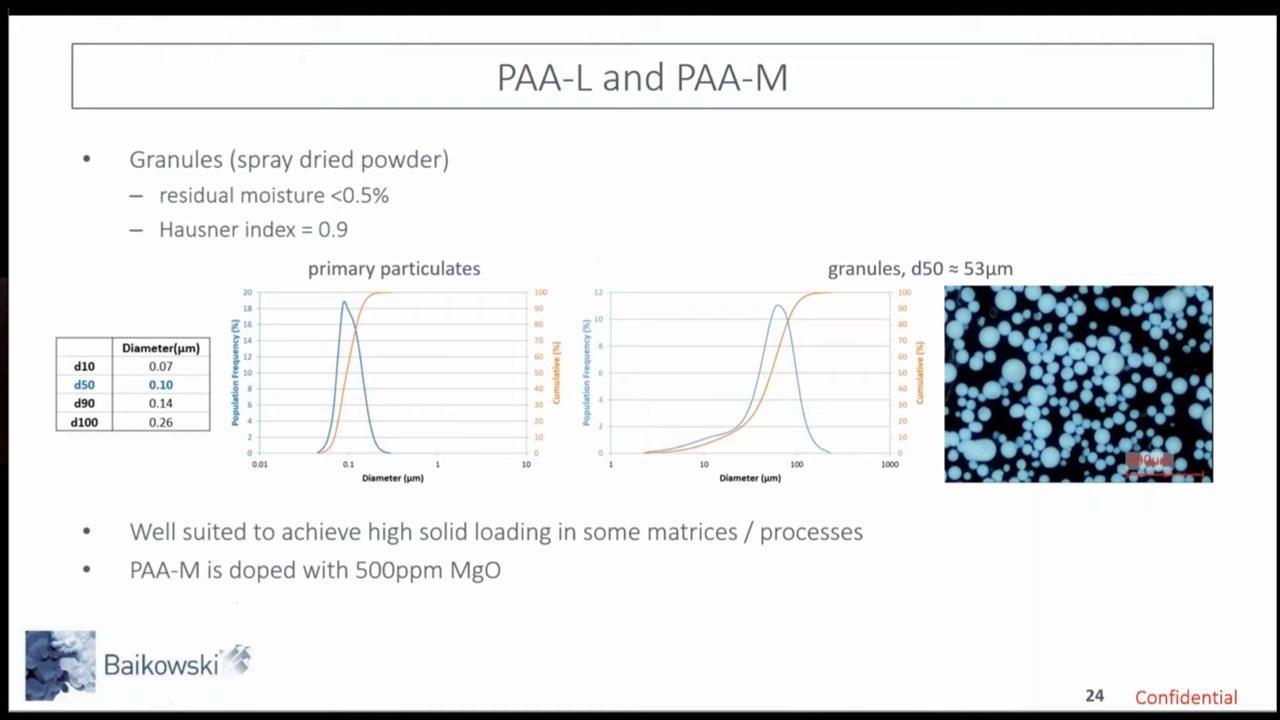 PAA-L and PAA-M
• Granules (spray dried powder)
– residual moisture <0.5%
– Hausner index = 0.9
primary particulates
granules, d50 ≈ 53µm
Diameter(µm)
d10 0.07
d50 0.10
d90 0.14
d100 0.26
Population Frequency (%)
20
18
16
14
12
10
8
6
4
2
0
100
90
80
70
60
50
40
30
20
10
0
Cumulative (%)
0.01 0.1 1 10
Diameter (µm)
Population Frequency (%)
12
10
8
6
4
2
0
100
90
80
70
60
50
40
30
20
10
0
Cumulative (%)
1 10 100 1000
Diameter (µm)
• Well suited to achieve high solid loading in some matrices / processes
• PAA-M is doped with 500ppm MgO
Baikowski
24 Confidential